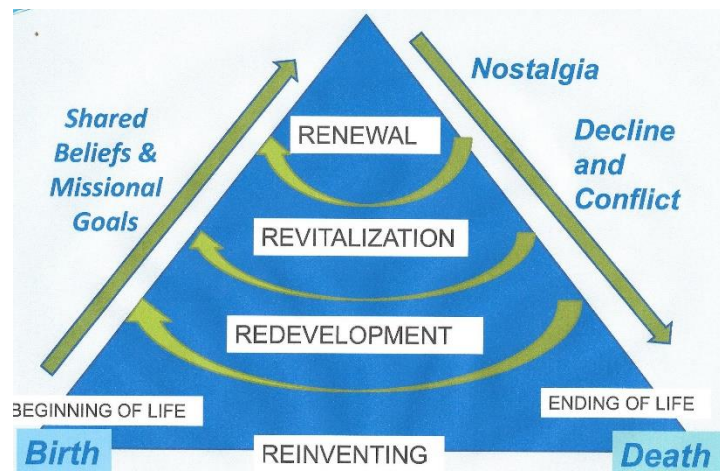 Nostalgia
Shared
Beliefs &
Missional
Goals
RENEWAL
Decline
and
Conflict
REVITALIZATION
REDEVELOPMENT
BEGINNING OF LIFE
ENDING OF LIFE
Birth
REINVENTING
Death